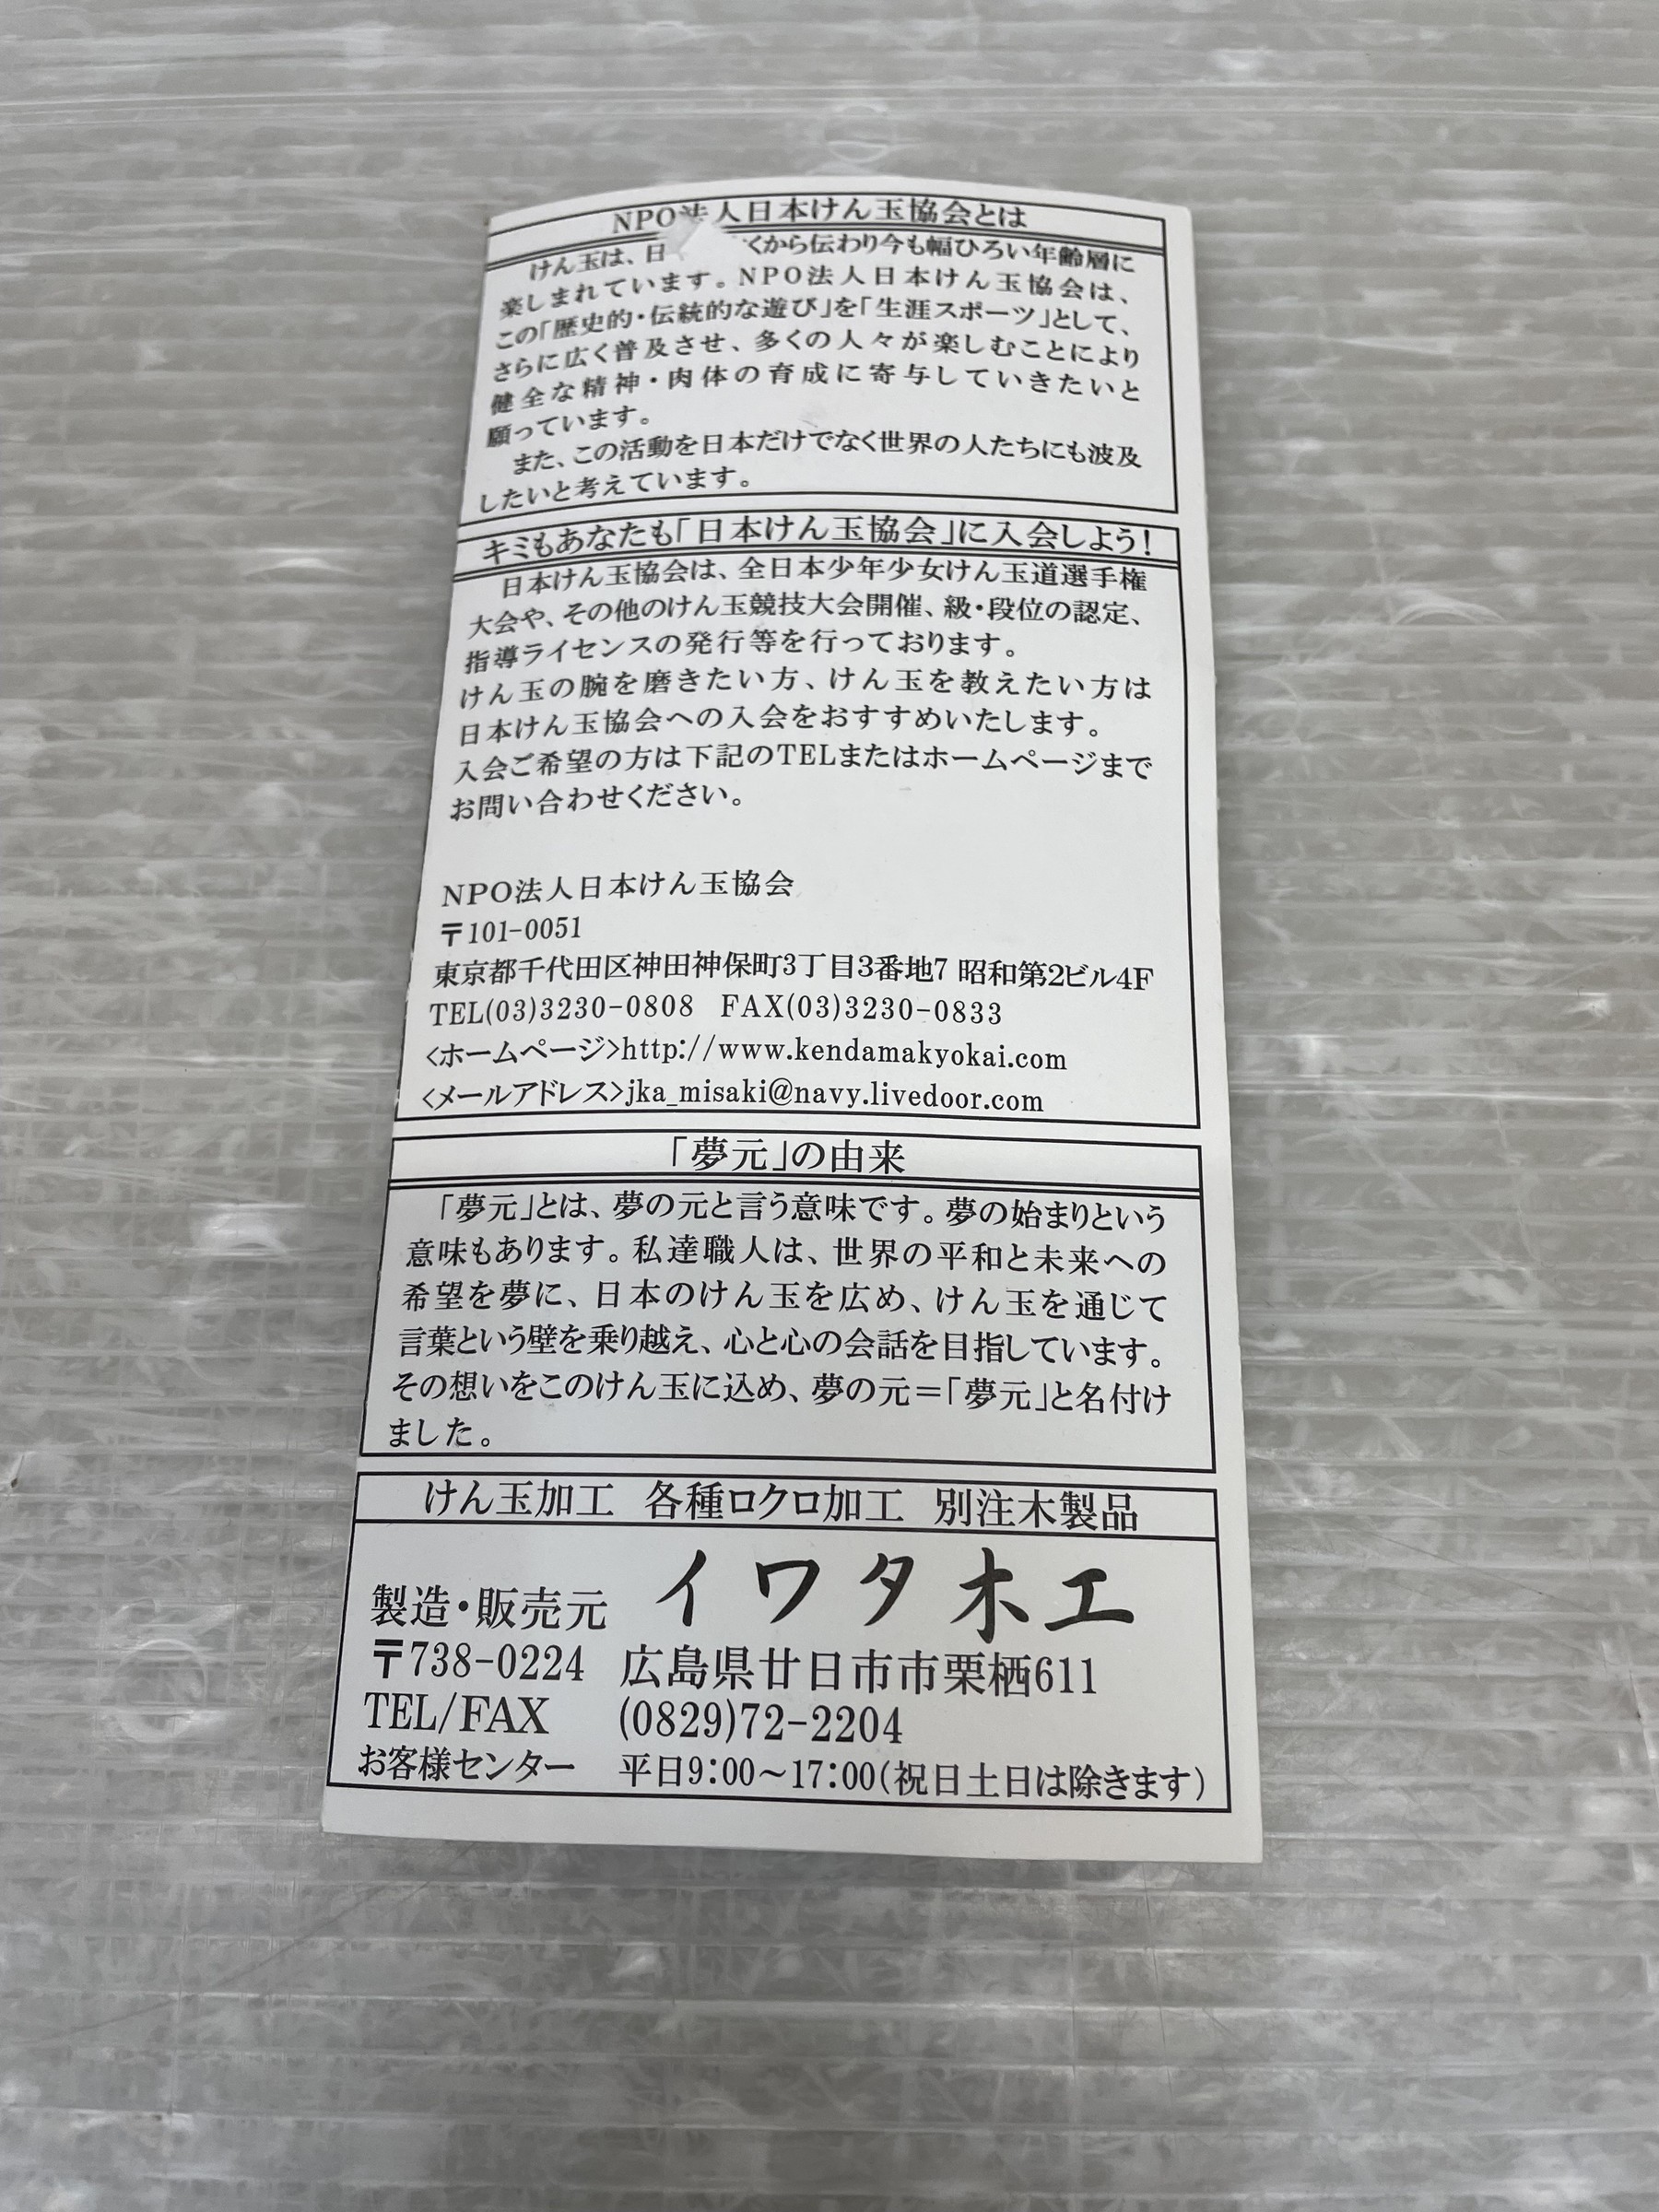 NPO法人日本けん玉協会とは
けん玉は、日 くから伝わり今も幅ひろい年齢層に
楽しまれています。NPO法人日本けん玉協会は、
この「歴史的・伝統的な遊び」を「生涯スポーツ」として、
さらに広く普及させ、多くの人々が楽しむことにより
健全な精神・肉体の育成に寄与していきたいと
願っています。
また、この活動を日本だけでなく世界の人たちにも波及
したいと考えています。
キミもあなたも「日本けん玉協会」に入会しよう!
日本けん玉協会は、全日本少年少女けん玉道選手権
大会や、その他のけん玉競技大会開催、級・段位の認定、
指導ライセンスの発行等を行っております。
けん玉の腕を磨きたい方、けん玉を教えたい方は
日本けん玉協会への入会をおすすめいたします。
入会ご希望の方は下記のTELまたはホームページまで
お問い合わせください。
NPO法人日本けん玉協会
〒101-0051
東京都千代田区神田神保町3丁目3番地7 昭和第2ビル4F
TEL(03)3230-0808 FAX(03)3230-0833
<ホームページ>http://www.kendamakyokai.com
<メールアドレス>jka_misaki@navy.livedoor.com
「夢元」の由来
「夢元」とは、夢の元と言う意味です。夢の始まりという
意味もあります。私達職人は、世界の平和と未来への
希望を夢に、日本のけん玉を広め、けん玉を通じて
言葉という壁を乗り越え、心と心の会話を目指しています。
その想いをこのけん玉に込め、夢の元=「夢元」と名付け
ました。
けん玉加工 各種ロクロ加工 別注木製品
製造・販売元 イワタ木工
〒738-0224 広島県廿日市市栗栖611
TEL/FAX (0829)72-2204
お客様センター 平日9:00～17:00(祝日土日は除きます)